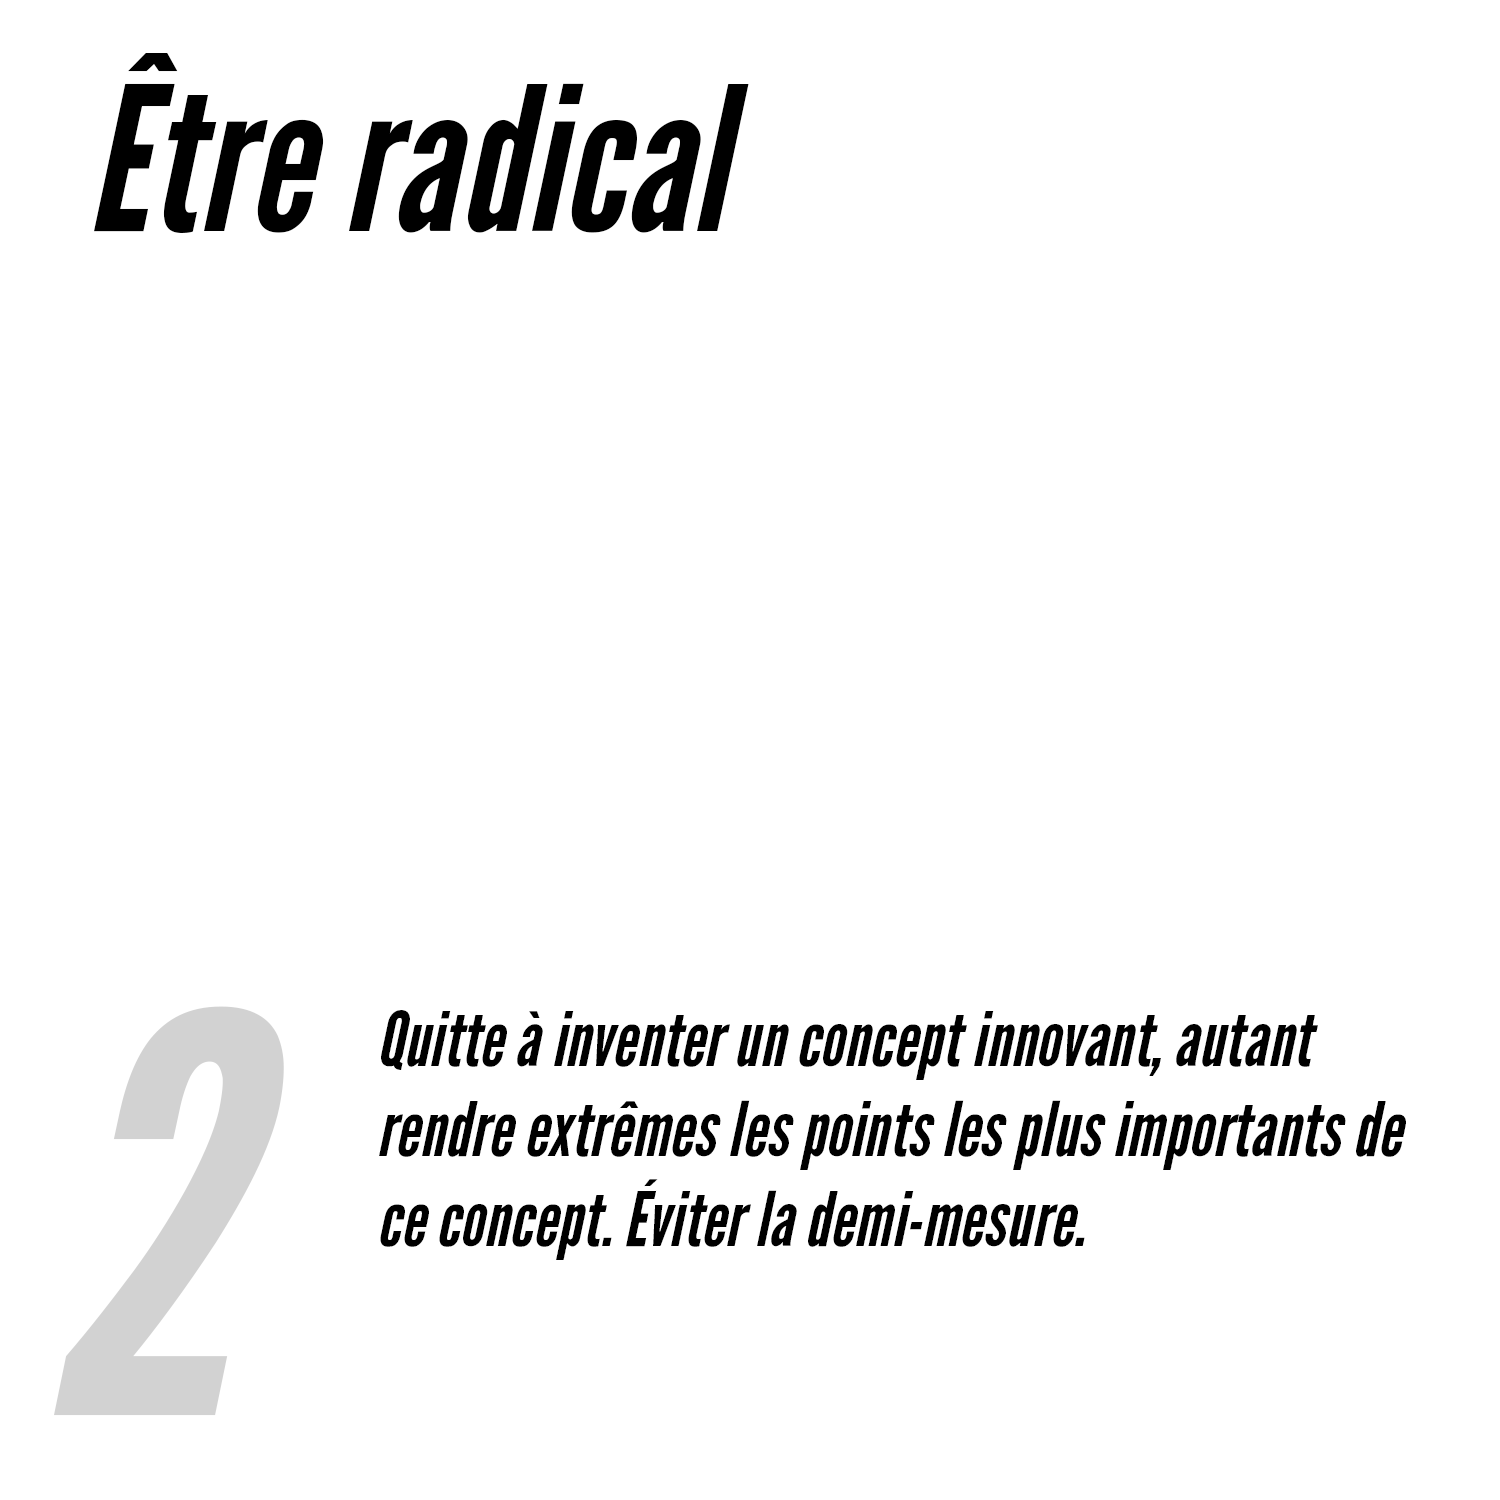 Être radical
2
Quitte à inventer un concept innovant, autant
rendre extrêmes les points les plus importants de
ce concept. Éviter la demi-mesure.